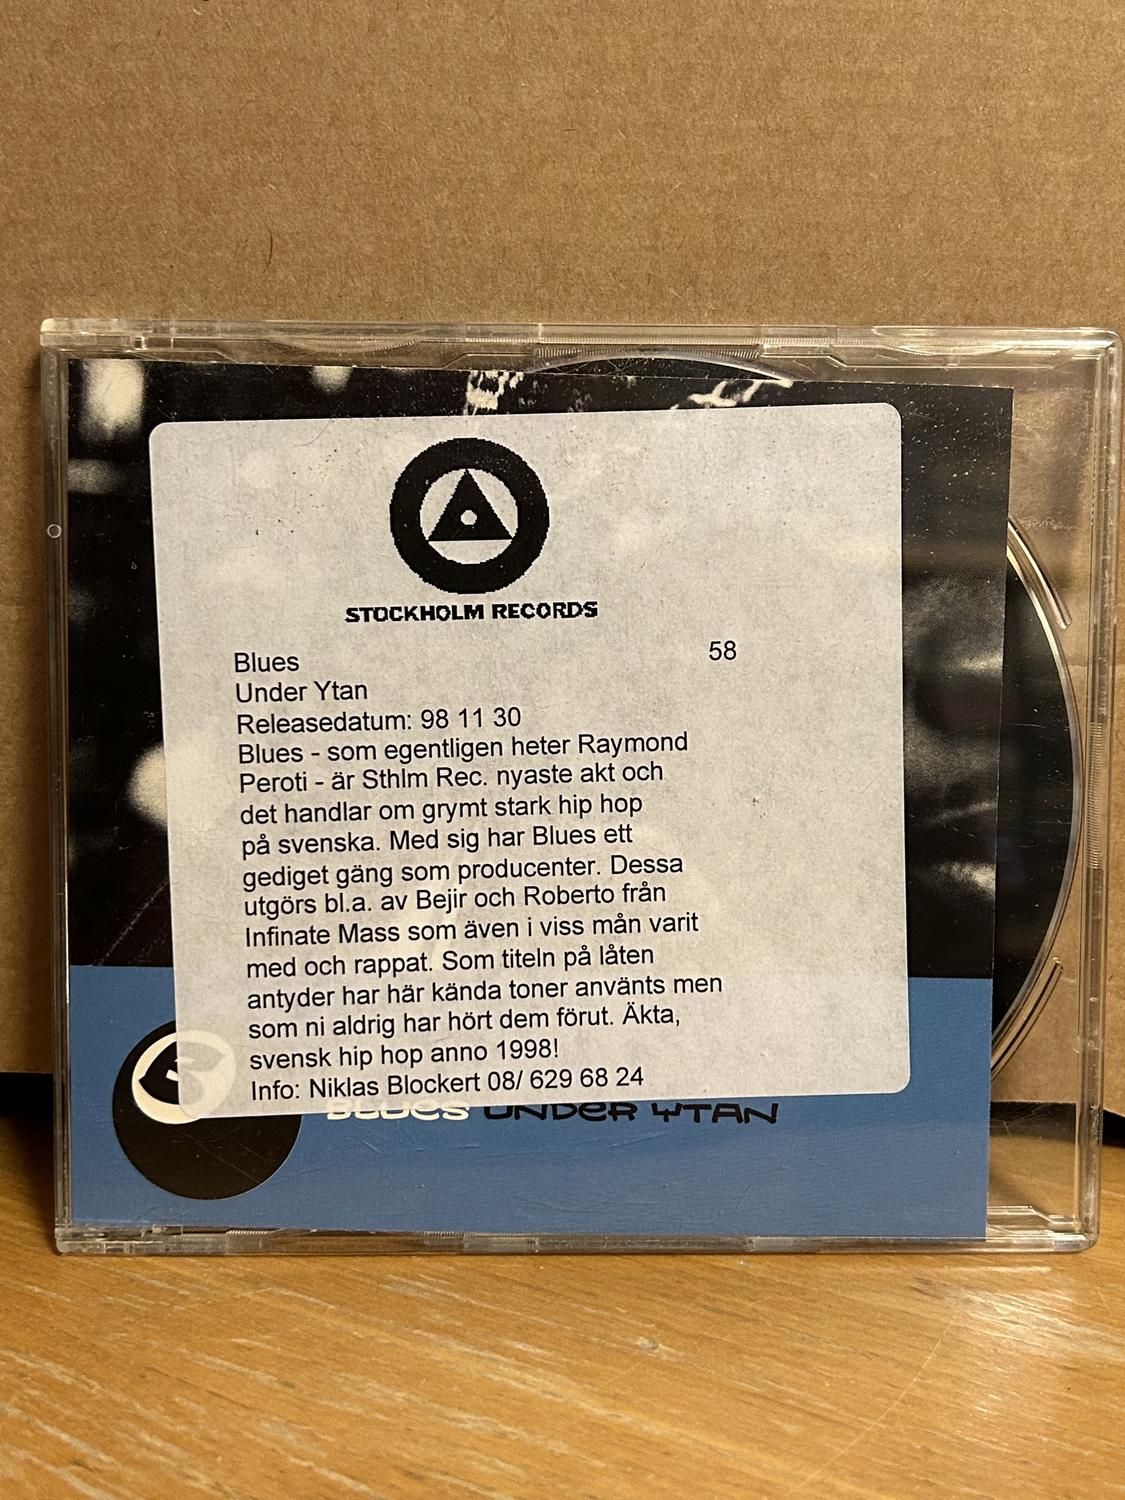 STOCKHOLM RECORDS
Blues 58
Under Ytan
Releasedatum: 98 11 30
Blues - som egentligen heter Raymond
Peroti - är Sthlm Rec. nyaste akt och
det handlar om grymt stark hip hop
på svenska. Med sig har Blues ett
gediget gäng som producenter. Dessa
utgörs bl.a. av Bejir och Roberto från
Infinate Mass som även i viss mån varit
med och rappat. Som titeln på låten
antyder har här kända toner använts men
som ni aldrig har hört dem förut. Äkta,
svensk hip hop anno 1998!
Info: Niklas Blockert 08/ 629 68 24
BLUES UNDER YTAN